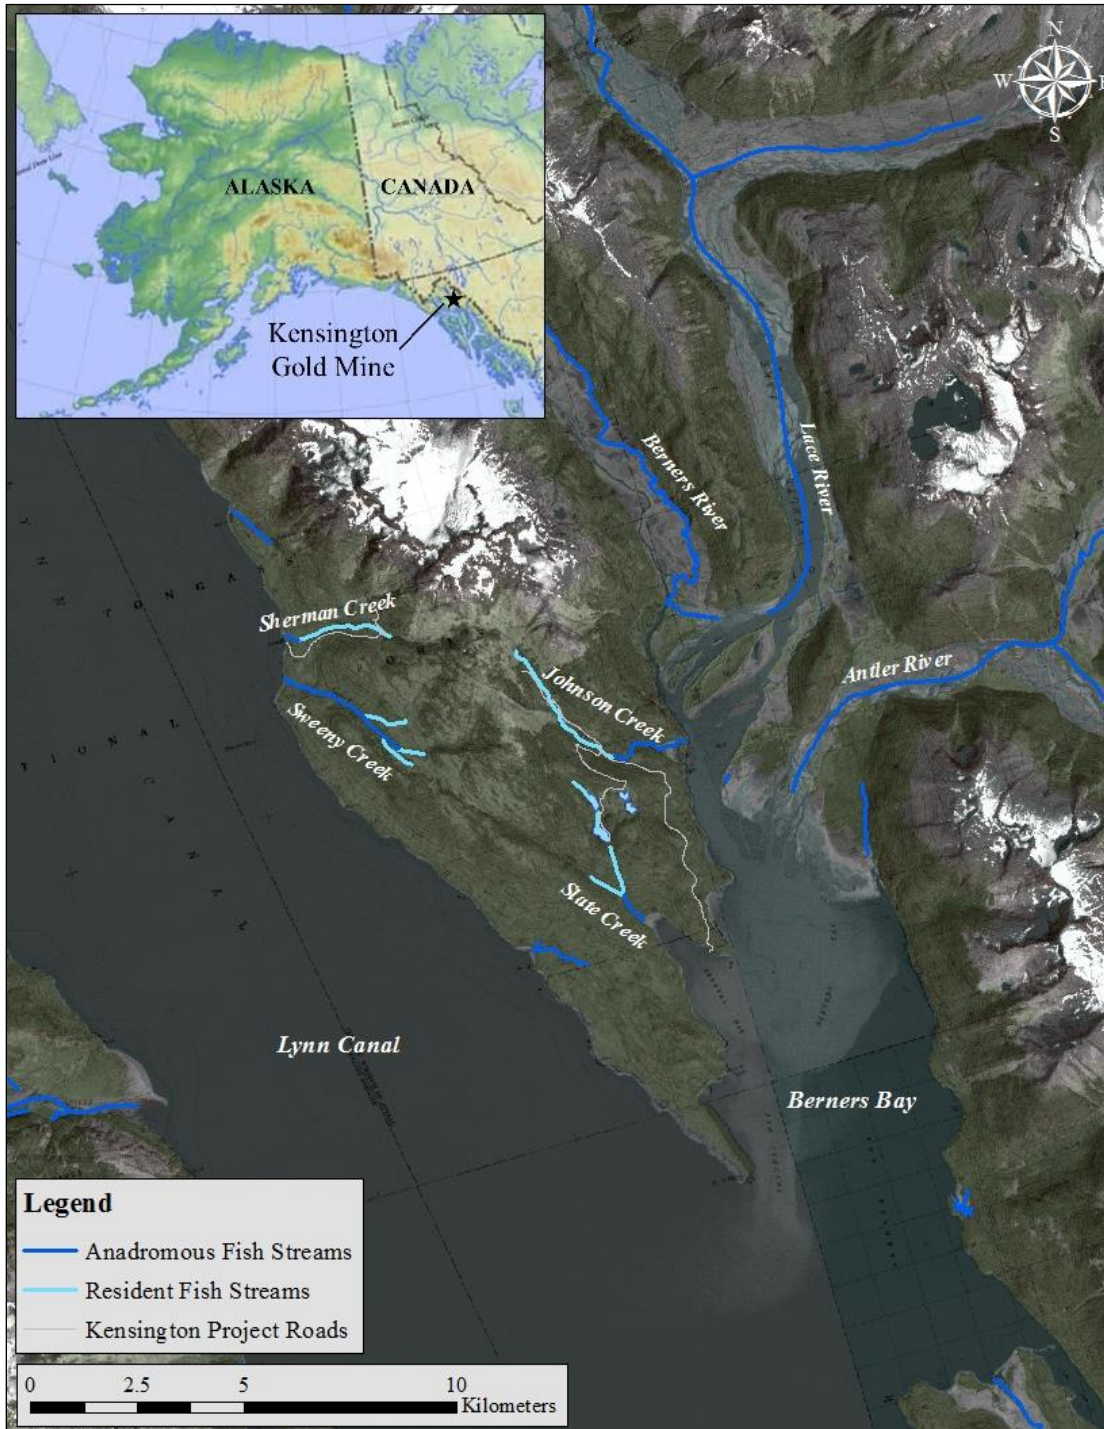 ALASKA
CANADA
Kensington
Gold Mine
N
W
E
S
Berners River
Lace River
Sherman Creek
Sweeny Creek
Johnson Creek
Antler River
Slate Creek
Lynn Canal
Berners Bay
Legend
Anadromous Fish Streams
Resident Fish Streams
Kensington Project Roads
0 2.5 5 10
Kilometers